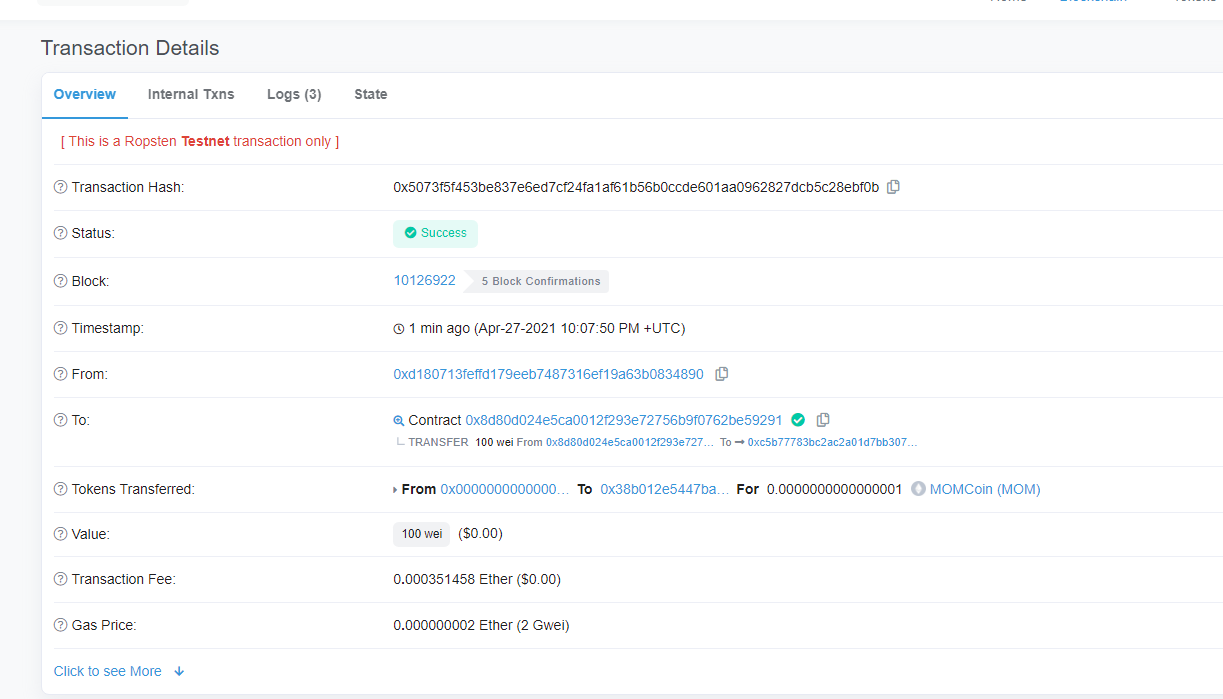 Transaction Details
Overview Internal Txns Logs (3) State
[ This is a Ropsten Testnet transaction only ]
Transaction Hash: 0x5073f5f453be837e6ed7cf24fa1af61b56b0ccde601aa0962827dcb5c28ebf0b
Status: Success
Block: 10126922 5 Block Confirmations
Timestamp: 1 min ago (Apr-27-2021 10:07:50 PM +UTC)
From: 0xd180713feffd179eeb7487316ef19a63b0834890
To: Contract 0x8d80d024e5ca0012f293e72756b9f0762be59291
TRANSFER 100 wei From 0x8d80d024e5ca0012f293e727... To 0xc5b77783bc2ac2a01d7bb307...
Tokens Transferred: From 0x0000000000000... To 0x38b012e5447ba... For 0.0000000000000001 MOMCoin (MOM)
Value: 100 wei ($0.00)
Transaction Fee: 0.000351458 Ether ($0.00)
Gas Price: 0.000000002 Ether (2 Gwei)
Click to see More